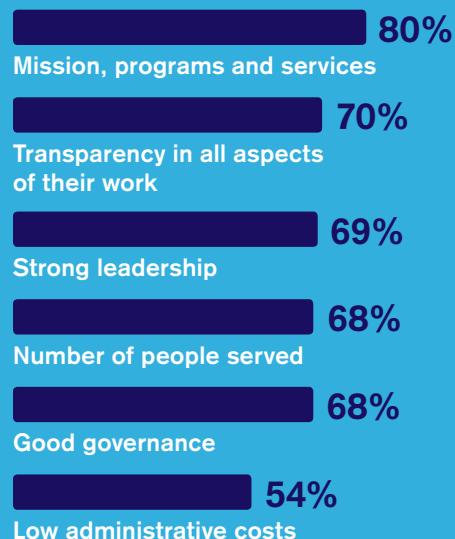 80%
Mission, programs and services
70%
Transparency in all aspects
of their work
69%
Strong leadership
68%
Number of people served
68%
Good governance
54%
Low administrative costs